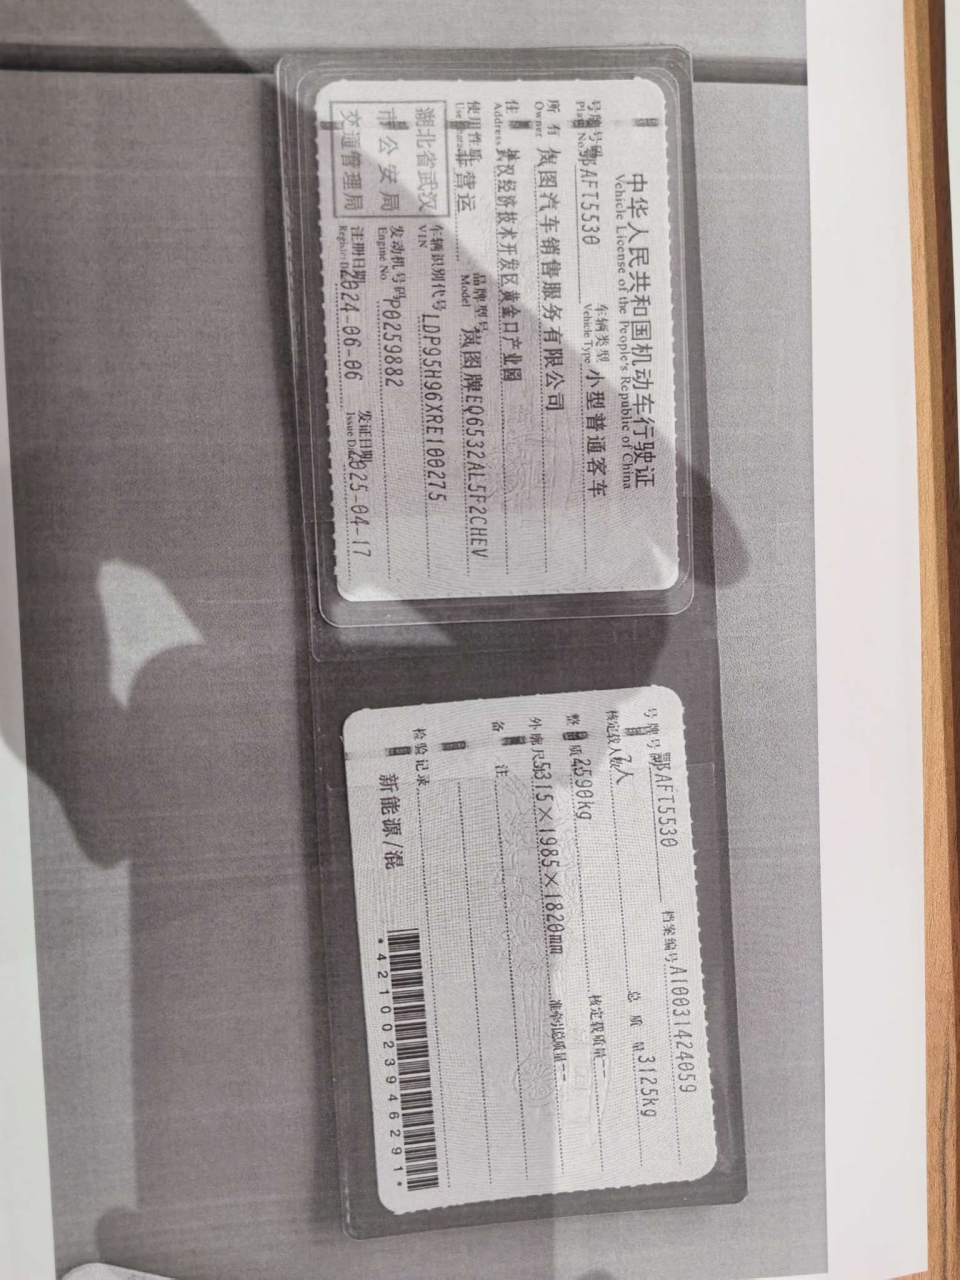 中华人民共和国机动车行驶证
Vehicle License of the People's Republic of China
号牌号码 鄂AFT5530 车辆类型 小型普通客车
Plate No. Vehicle Type
所有 岚图汽车销售服务有限公司
Owner
住 武汉经济技术开发区黄金口产业园
Address
使用性质 非营运 品牌型号 岚图牌EQ6532AL5F2CHEV
Use Character Model
湖北省武汉
市公安局
交通管理局
车辆识别代号 LDP95H96XRE100275
VIN
发动机号码 P0259882
Engine No.
注册日期 2024-06-06 发证日期 2025-04-17
Register Date Issue Date
号牌号 鄂AFT5530 档案编号 A10031424059
核定载人数 7人 总质量 3125kg
整 质 2590kg 核定载质量 --
外廓尺 5315×1985×1820mm 准牵引总质量 --
备 注
检验记录
新能源/混
*4210023946291*